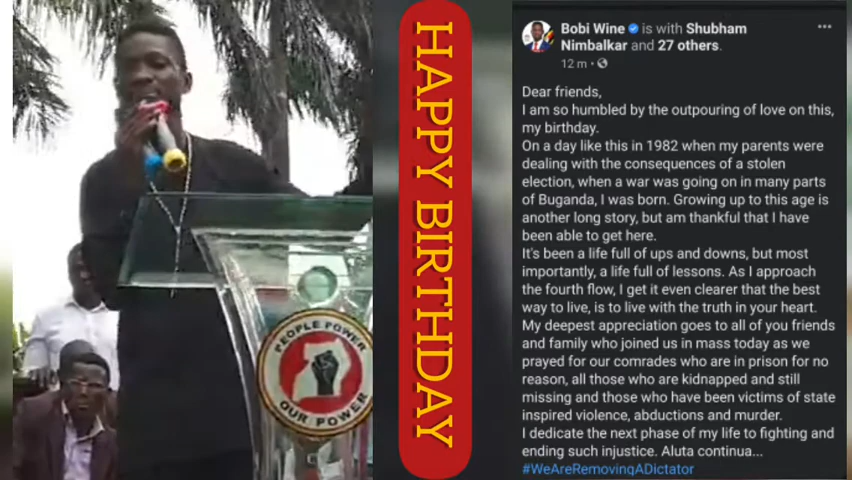 PEOPLE POWER
OUR POWER
HAPPY BIRTHDAY
Bobi Wine is with Shubham
Nimbalkar and 27 others.
12 m •
Dear friends,
I am so humbled by the outpouring of love on this,
my birthday.
On a day like this in 1982 when my parents were
dealing with the consequences of a stolen
election, when a war was going on in many parts
of Buganda, I was born. Growing up to this age is
another long story, but am thankful that I have
been able to get here.
It's been a life full of ups and downs, but most
importantly, a life full of lessons. As I approach
the fourth flow, I get it even clearer that the best
way to live, is to live with the truth in your heart.
My deepest appreciation goes to all of you friends
and family who joined us in mass today as we
prayed for our comrades who are in prison for no
reason, all those who are kidnapped and still
missing and those who have been victims of state
inspired violence, abductions and murder.
I dedicate the next phase of my life to fighting and
ending such injustice. Aluta continua...
#WeAreRemovingADictator